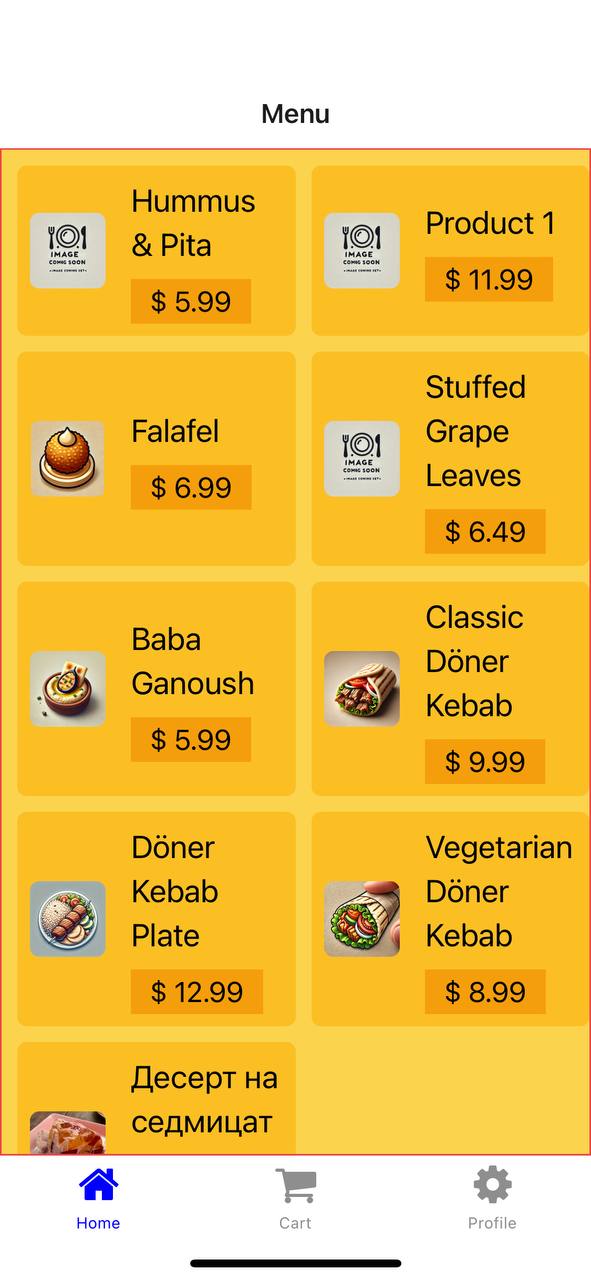 Menu
Hummus
& Pita
$ 5.99
IMAGE
COMING SOON
Product 1
$ 11.99
IMAGE
COMING SOON
Falafel
$ 6.99
Stuffed
Grape
Leaves
$ 6.49
IMAGE
COMING SOON
Baba
Ganoush
$ 5.99
Classic
Döner
Kebab
$ 9.99
Döner
Kebab
Plate
$ 12.99
Vegetarian
Döner
Kebab
$ 8.99
Десерт на
седмицат
Home
Cart
Profile